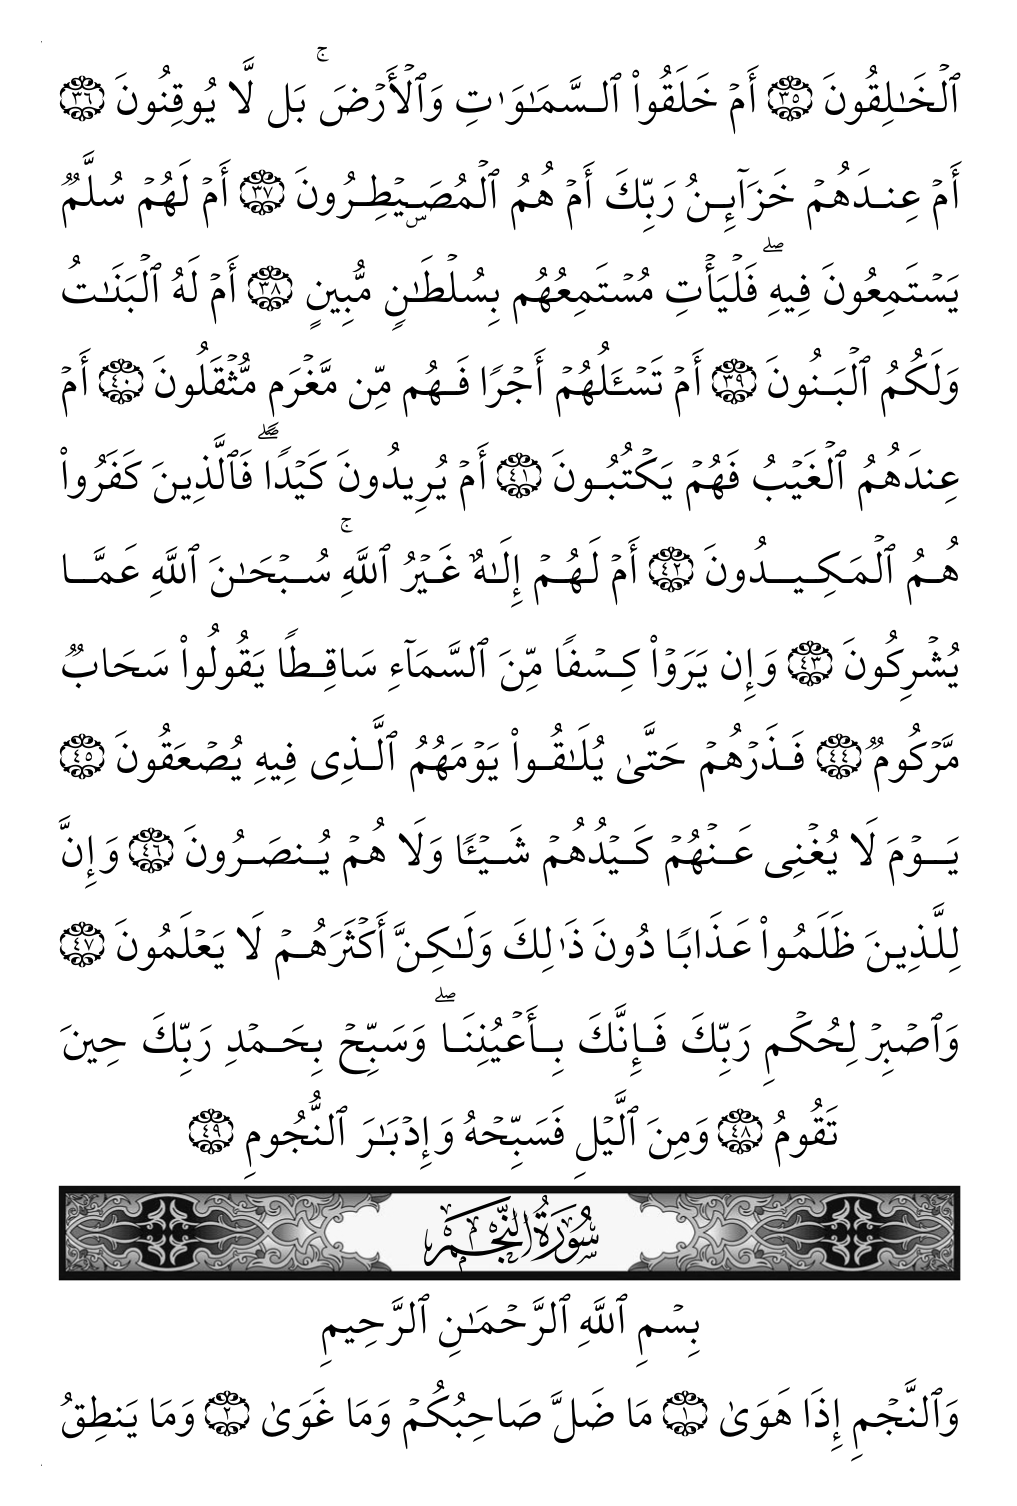 ٱلۡخَٰلِقُونَ ٣٥ أَمۡ خَلَقُواْ ٱلسَّمَٰوَٰتِ وَٱلۡأَرۡضَۚ بَل لَّا يُوقِنُونَ ٣٦
أَمۡ عِندَهُمۡ خَزَآئِنُ رَبِّكَ أَمۡ هُمُ ٱلۡمُصَۜيۡطِرُونَ ٣٧ أَمۡ لَهُمۡ سُلَّمٞ
يَسۡتَمِعُونَ فِيهِۖ فَلۡيَأۡتِ مُسۡتَمِعُهُم بِسُلۡطَٰنٖ مُّبِينٍ ٣٨ أَمۡ لَهُ ٱلۡبَنَٰتُ
وَلَكُمُ ٱلۡبَنُونَ ٣٩ أَمۡ تَسۡـَٔلُهُمۡ أَجۡرٗا فَهُم مِّن مَّغۡرَمٖ مُّثۡقَلُونَ ٤٠ أَمۡ
عِندَهُمُ ٱلۡغَيۡبُ فَهُمۡ يَكۡتُبُونَ ٤١ أَمۡ يُرِيدُونَ كَيۡدٗاۖ فَٱلَّذِينَ كَفَرُواْ
هُمُ ٱلۡمَكِيدُونَ ٤٢ أَمۡ لَهُمۡ إِلَٰهٌ غَيۡرُ ٱللَّهِۚ سُبۡحَٰنَ ٱللَّهِ عَمَّا
يُشۡرِكُونَ ٤٣ وَإِن يَرَوۡاْ كِسۡفٗا مِّنَ ٱلسَّمَآءِ سَاقِطٗا يَقُولُواْ سَحَابٞ
مَّرۡكُومٞ ٤٤ فَذَرۡهُمۡ حَتَّىٰ يُلَٰقُواْ يَوۡمَهُمُ ٱلَّذِي فِيهِ يُصۡعَقُونَ ٤٥
يَوۡمَ لَا يُغۡنِي عَنۡهُمۡ كَيۡدُهُمۡ شَيۡـٔٗا وَلَا هُمۡ يُنصَرُونَ ٤٦ وَإِنَّ
لِلَّذِينَ ظَلَمُواْ عَذَابٗا دُونَ ذَٰلِكَ وَلَٰكِنَّ أَكۡثَرَهُمۡ لَا يَعۡلَمُونَ ٤٧
وَٱصۡبِرۡ لِحُكۡمِ رَبِّكَ فَإِنَّكَ بِأَعۡيُنِنَاۖ وَسَبِّحۡ بِحَمۡدِ رَبِّكَ حِينَ
تَقُومُ ٤٨ وَمِنَ ٱلَّيۡلِ فَسَبِّحۡهُ وَإِدۡبَٰرَ ٱلنُّجُومِ ٤٩
سُورَةُ النَّجۡمِ
بِسۡمِ ٱللَّهِ ٱلرَّحۡمَٰنِ ٱلرَّحِيمِ
وَٱلنَّجۡمِ إِذَا هَوَىٰ ١ مَا ضَلَّ صَاحِبُكُمۡ وَمَا غَوَىٰ ٢ وَمَا يَنطِقُ